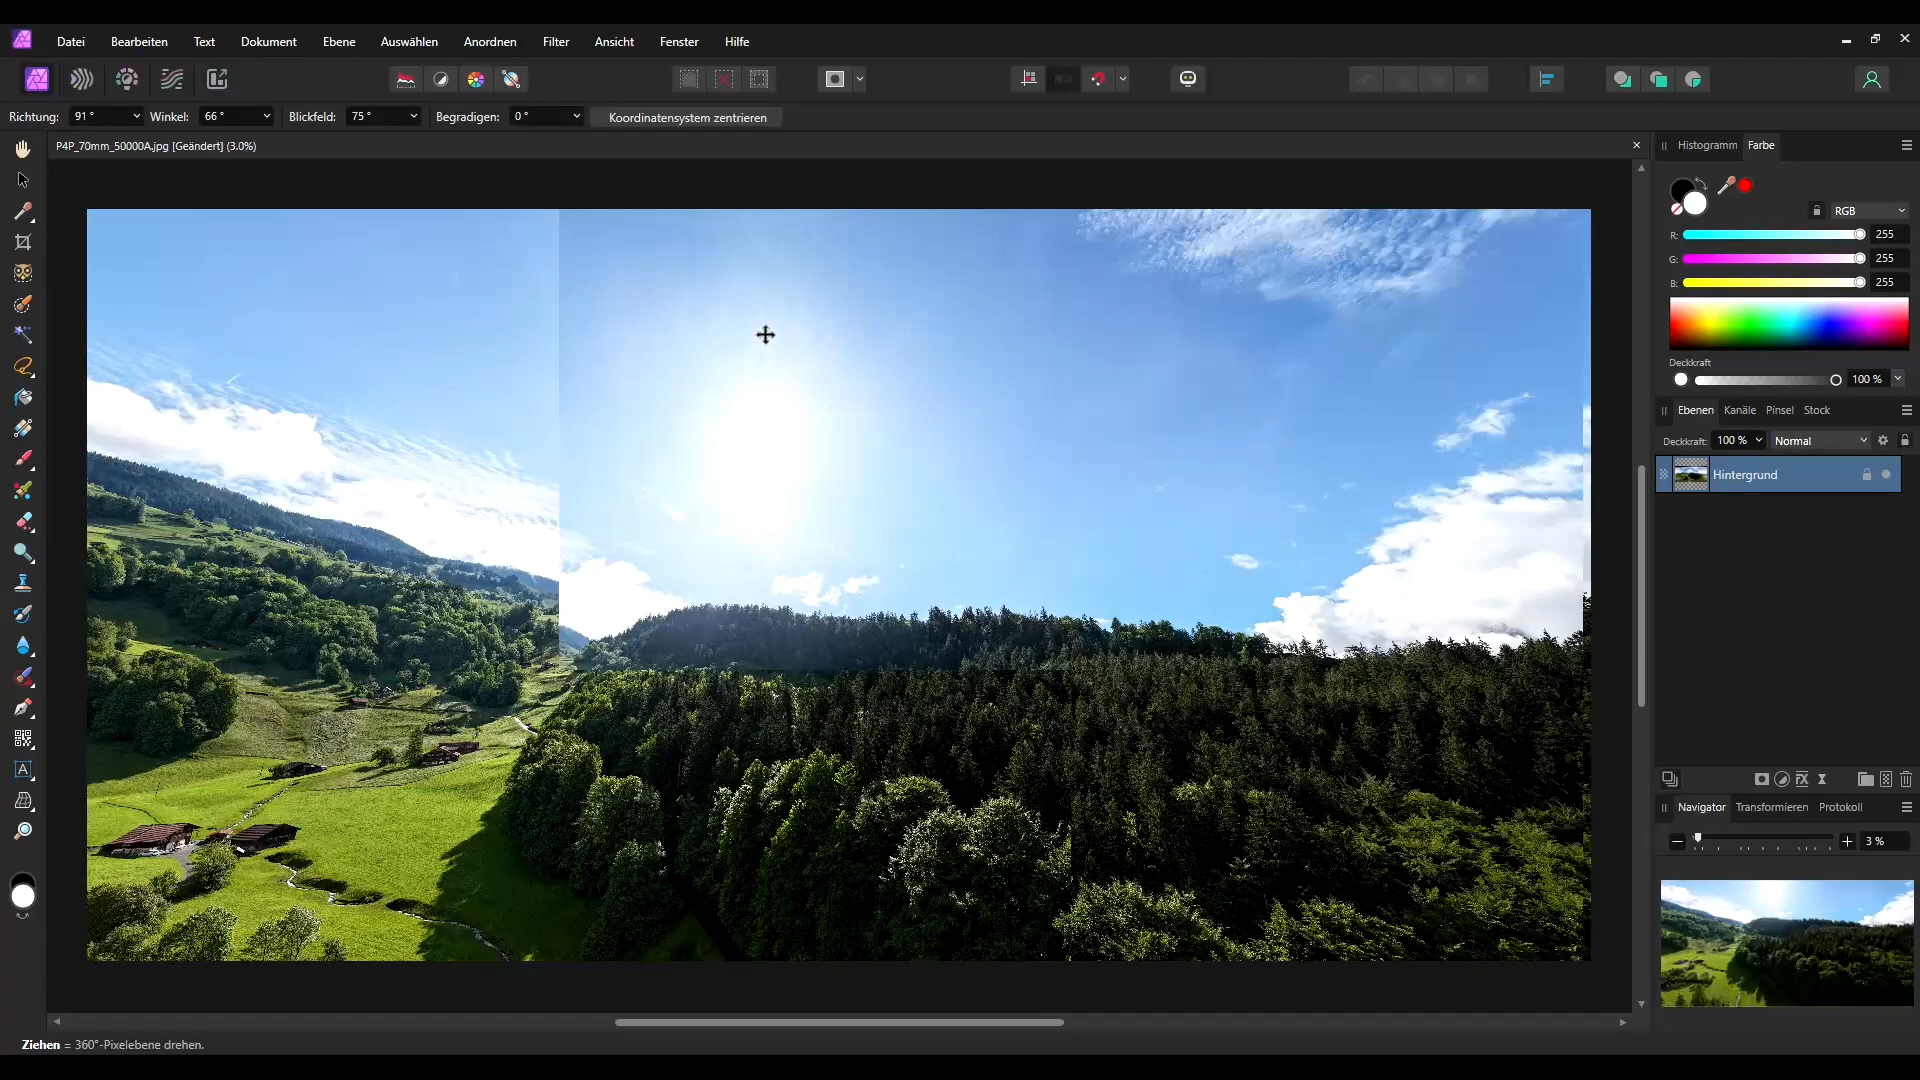 Datei Bearbeiten Text Dokument Ebene Auswählen Anordnen Filter Ansicht Fenster Hilfe
Richtung: 91 ° Winkel: 66 ° Blickfeld: 75 ° Begradigen: 0 ° Koordinatensystem zentrieren
P4P_70mm_50000A.jpg [Geändert] (3.0%)
Histogramm Farbe
RGB
R: 255
G: 255
B: 255
Deckkraft
100 %
Ebenen Kanäle Pinsel Stock
Deckkraft: 100 % Normal
Hintergrund
Navigator Transformieren Protokoll
3 %
Ziehen = 360°-Pixelebene drehen.